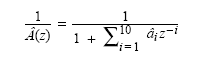 1/Â(z) = 1/(1 + ∑_{i=1}^{10} â_i z^{-i})